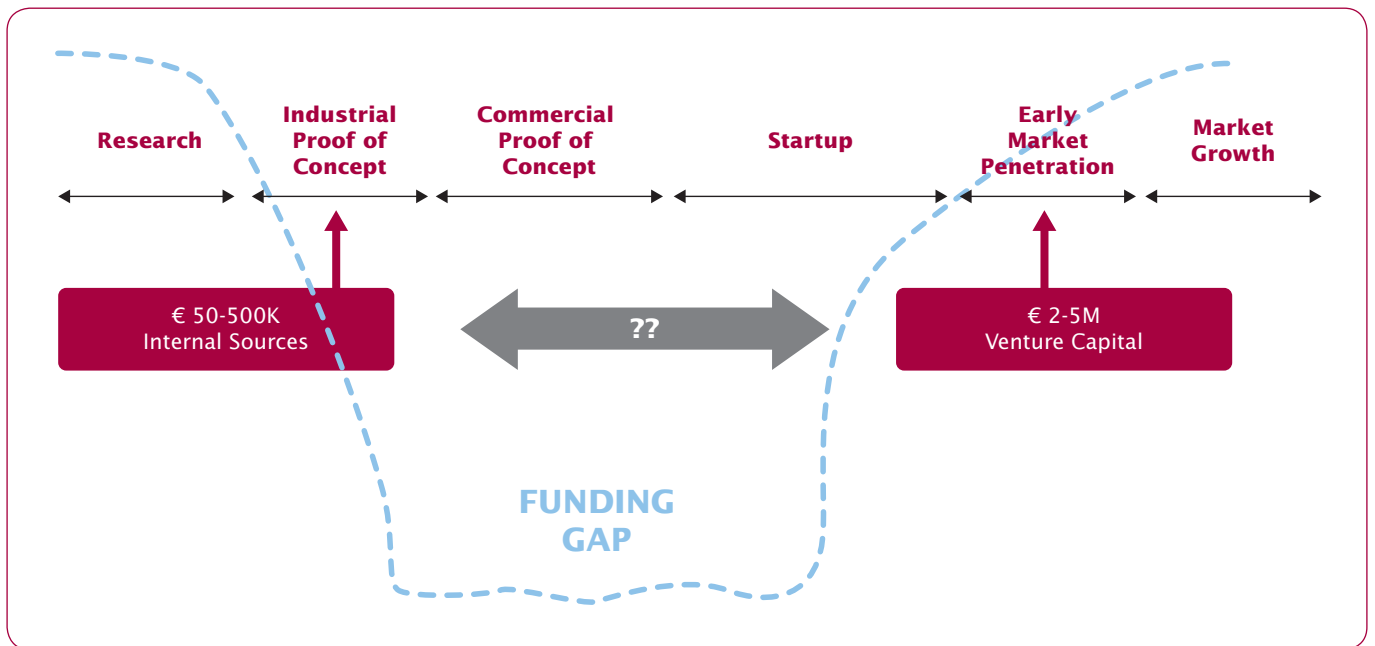 Research
Industrial
Proof of
Concept
Commercial
Proof of
Concept
Startup
Early
Market
Penetration
Market
Growth
€ 50-500K
Internal Sources
??
€ 2-5M
Venture Capital
FUNDING
GAP